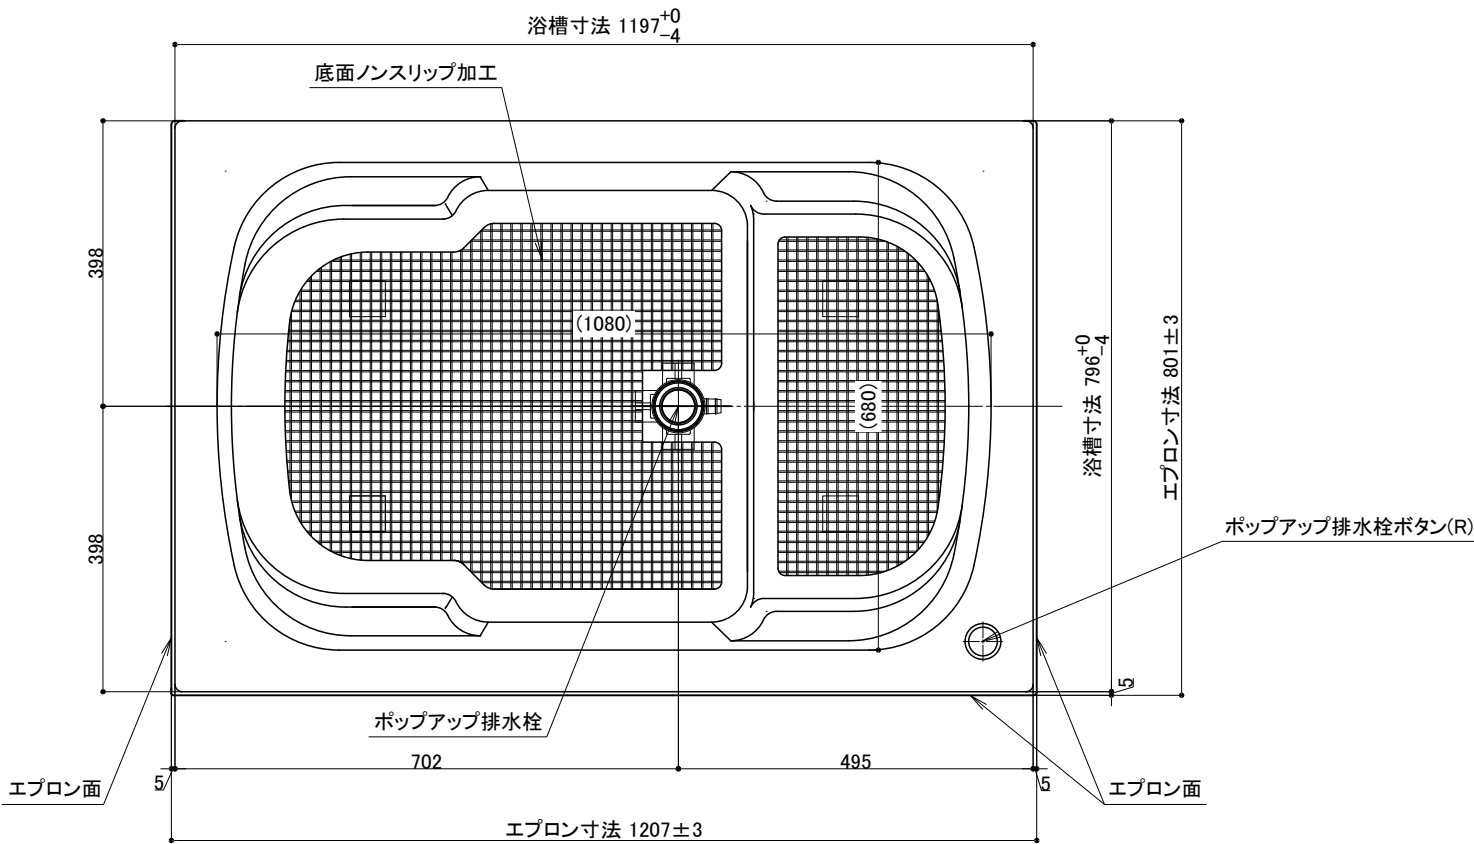 浴槽寸法 1197+0 -4
底面ノンスリップ加工
398
(1080)
(680)
浴槽寸法 796+0 -4
エプロン寸法 801±3
ポップアップ排水栓ボタン(R)
398
5
ポップアップ排水栓
702
495
5
5
エプロン面
エプロン面
エプロン寸法 1207±3